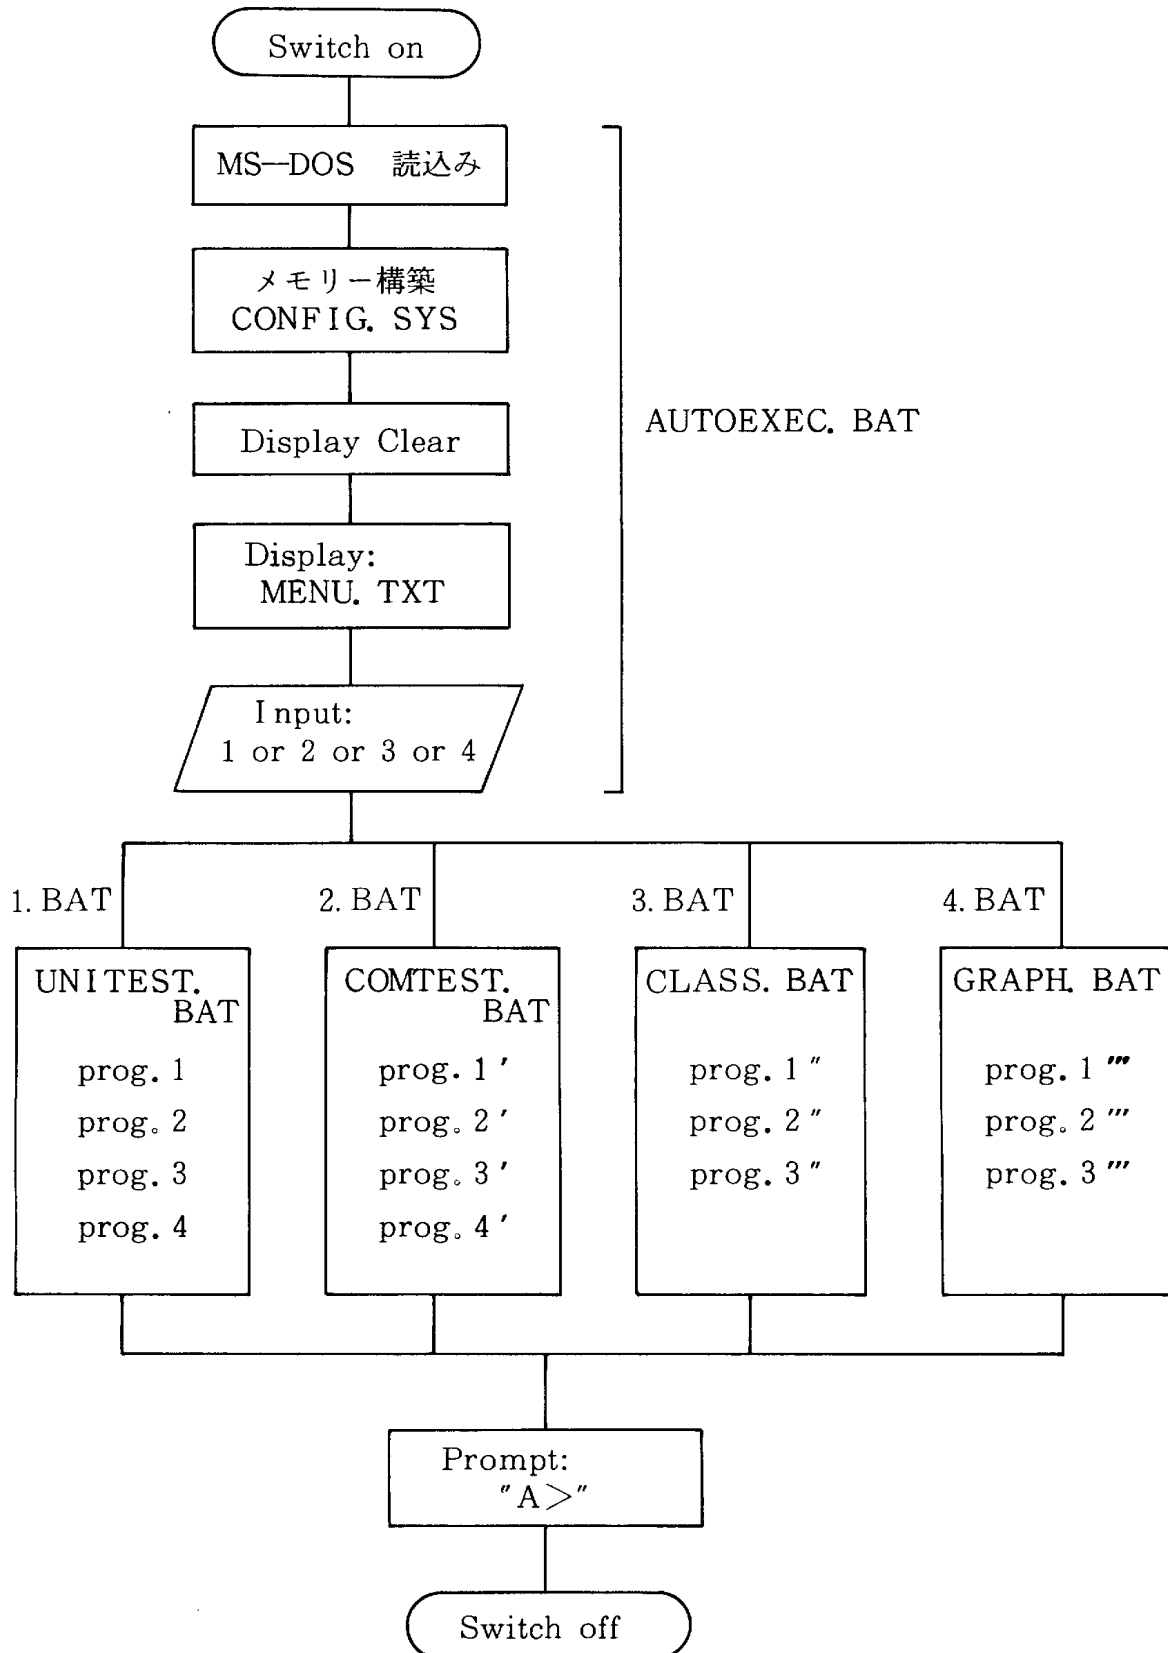 Switch on
MS—DOS 読込み
メモリー構築
CONFIG. SYS
Display Clear
AUTOEXEC. BAT
Display:
MENU. TXT
Input:
1 or 2 or 3 or 4
1. BAT
2. BAT
3. BAT
4. BAT
UNITEST.
BAT
prog. 1
prog. 2
prog. 3
prog. 4
COMTEST.
BAT
prog. 1 ′
prog. 2 ′
prog. 3 ′
prog. 4 ′
CLASS. BAT
prog. 1 ″
prog. 2 ″
prog. 3 ″
GRAPH. BAT
prog. 1 ‴
prog. 2 ‴
prog. 3 ‴
Prompt:
″A＞″
Switch off